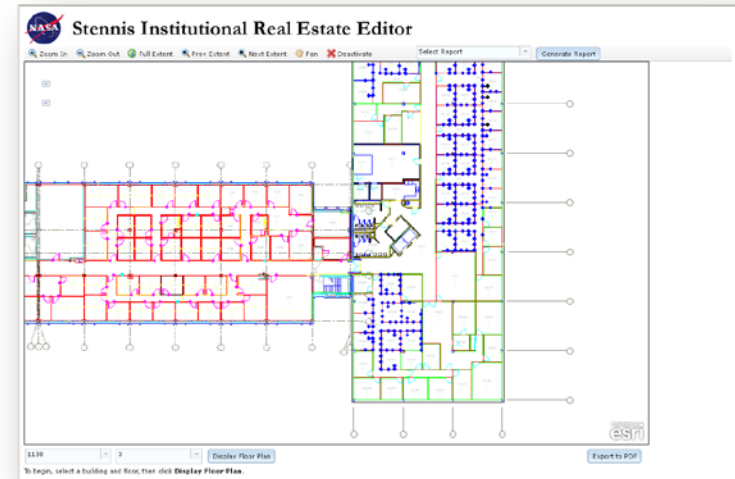 NASA
Stennis Institutional Real Estate Editor
Zoom In Zoom Out Full Extent Prev Extent Next Extent Pan Deactivate Select Report Generate Report
esri
1100 3 Display Floor Plan Export to PDF
To begin, select a building and floor, then click Display Floor Plan.